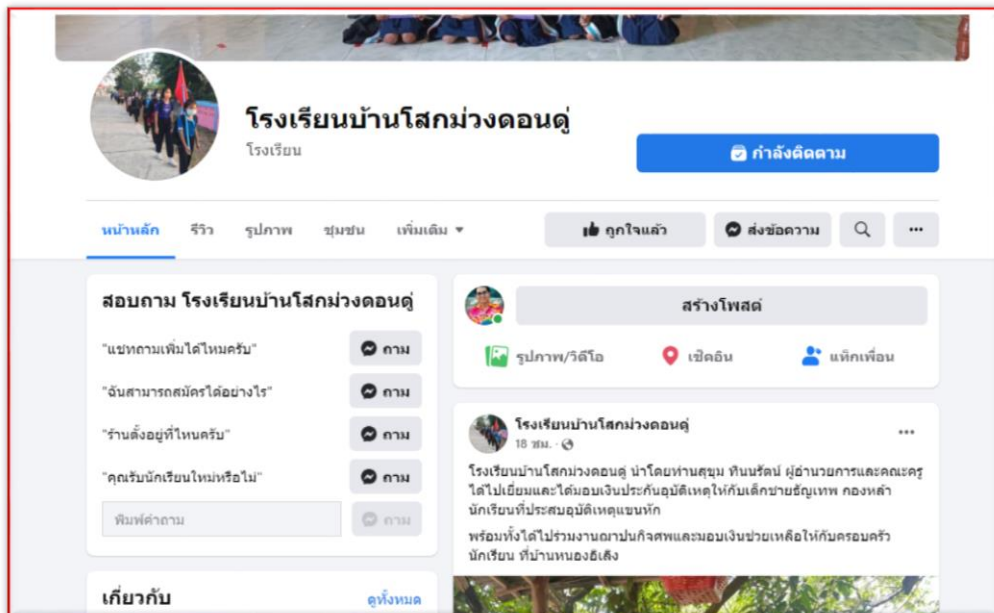 โรงเรียนบ้านโสกม่วงดอนดู่
โรงเรียน
กำลังติดตาม
หน้าหลัก
รีวิว
รูปภาพ
ชุมชน
เพิ่มเติม
ถูกใจแล้ว
ส่งข้อความ
สอบถาม โรงเรียนบ้านโสกม่วงดอนดู่
"แชทถามเพิ่มได้ไหมครับ"
ถาม
"ฉันสามารถสมัครได้อย่างไร"
ถาม
"ร้านตั้งอยู่ที่ไหนครับ"
ถาม
"คุณรับนักเรียนใหม่หรือไม่"
ถาม
พิมพ์คำถาม
ถาม
เกี่ยวกับ
ดูทั้งหมด
สร้างโพสต์
รูปภาพ/วิดีโอ
เช็คอิน
แท็กเพื่อน
โรงเรียนบ้านโสกม่วงดอนดู่
18 ชม.
โรงเรียนบ้านโสกม่วงดอนดู่ นำโดยท่านสุขุม ทินนรัตน์ ผู้อำนวยการและคณะครู
ได้ไปเยี่ยมและได้มอบเงินประกันอุบัติเหตุให้กับเด็กชายธัญเทพ กองหล้า
นักเรียนที่ประสบอุบัติเหตุแขนหัก
พร้อมทั้งได้ไปร่วมงานฌาปนกิจศพและมอบเงินช่วยเหลือให้กับครอบครัว
นักเรียน ที่บ้านหนองอิเลิง